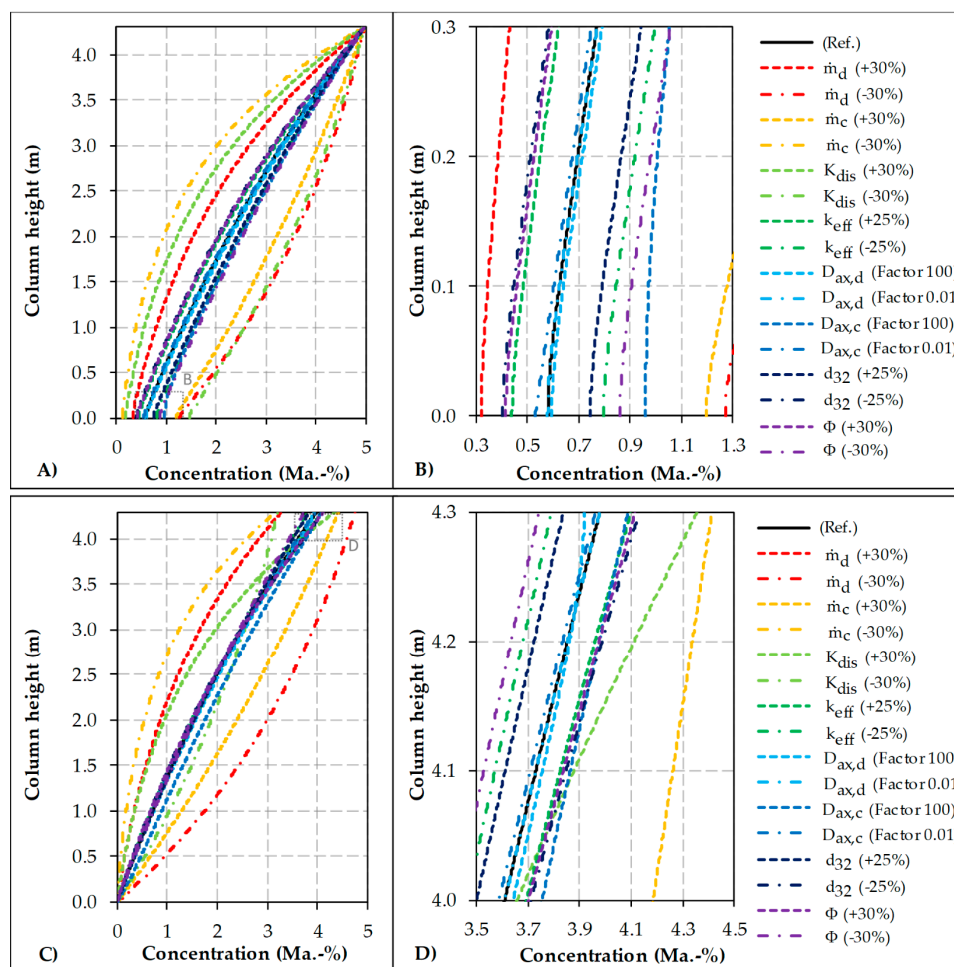 4.0
3.5
3.0
2.5
2.0
1.5
1.0
0.5
0.0
Column height (m)
0 1 2 3 4 5
B
A) Concentration (Ma.-%)
0.3
0.2
0.1
0.0
Column height (m)
0.3 0.5 0.7 0.9 1.1 1.3
B) Concentration (Ma.-%)
(Ref.)
ṁd (+30%)
ṁd (-30%)
ṁc (+30%)
ṁc (-30%)
Kdis (+30%)
Kdis (-30%)
keff (+25%)
keff (-25%)
Dax,d (Factor 100)
Dax,d (Factor 0.01
Dax,c (Factor 100)
Dax,c (Factor 0.01)
d32 (+25%)
d32 (-25%)
Φ (+30%)
Φ (-30%)
4.0
3.5
3.0
2.5
2.0
1.5
1.0
0.5
0.0
Column height (m)
0 1 2 3 4 5
D
C) Concentration (Ma.-%)
4.3
4.2
4.1
4.0
Column height (m)
3.5 3.7 3.9 4.1 4.3 4.5
D) Concentration (Ma.-%)
(Ref.)
ṁd (+30%)
ṁd (-30%)
ṁc (+30%)
ṁc (-30%)
Kdis (+30%)
Kdis (-30%)
keff (+25%)
keff (-25%)
Dax,d (Factor 100
Dax,d (Factor 0.01
Dax,c (Factor 100)
Dax,c (Factor 0.01
d32 (+25%)
d32 (-25%)
Φ (+30%)
Φ (-30%)